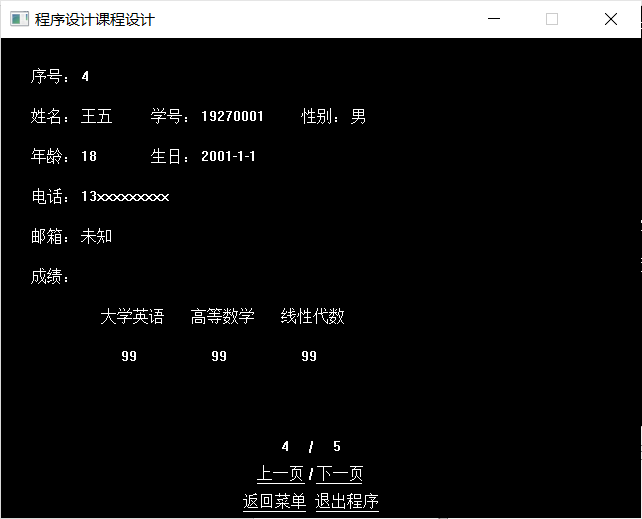 程序设计课程设计
序号：4
姓名：王五 学号：19270001 性别：男
年龄：18 生日：2001-1-1
电话：13xxxxxxxxx
邮箱：未知
成绩：
大学英语 高等数学 线性代数
99 99 99
4 / 5
上一页 / 下一页
返回菜单 退出程序